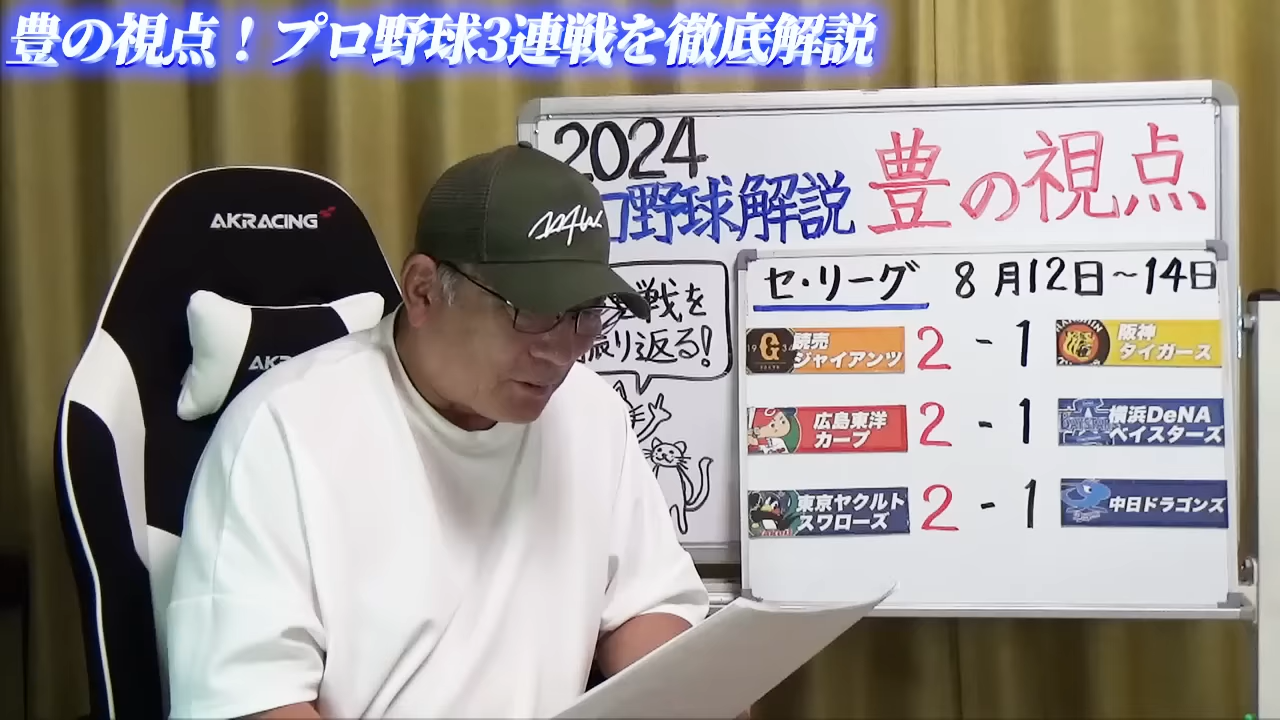 豊の視点！プロ野球3連戦を徹底解説
2024
プロ野球解説
豊の視点
AKRACING
連戦を
振り返る!
セ・リーグ 8月12日～14日
読売
ジャイアンツ
2 - 1
阪神
タイガース
広島東洋
カープ
2 - 1
横浜DeNA
ベイスターズ
東京ヤクルト
スワローズ
2 - 1
中日ドラゴンズ